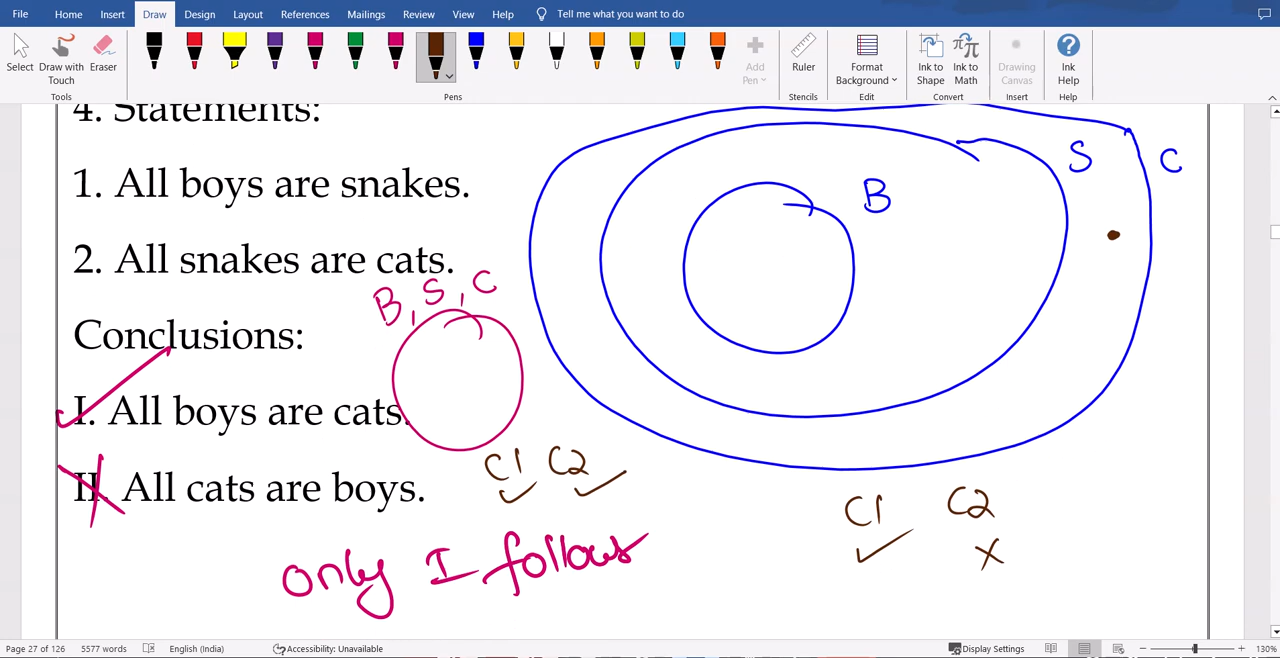 File Home Insert Draw Design Layout References Mailings Review View Help Tell me what you want to do
Select Draw with Touch Eraser Add Pen Ruler Format Background Ink to Shape Ink to Math Drawing Canvas Ink Help
Tools Pens Stencils Edit Convert Insert Help
4. Statements:
1. All boys are snakes.
2. All snakes are cats.
Conclusions:
I. All boys are cats.
II. All cats are boys.
B, S, C
B
S
C
C1 C2
C1 C2
only I follows
Page 27 of 126 5577 words English (India) Accessibility: Unavailable Display Settings 130%